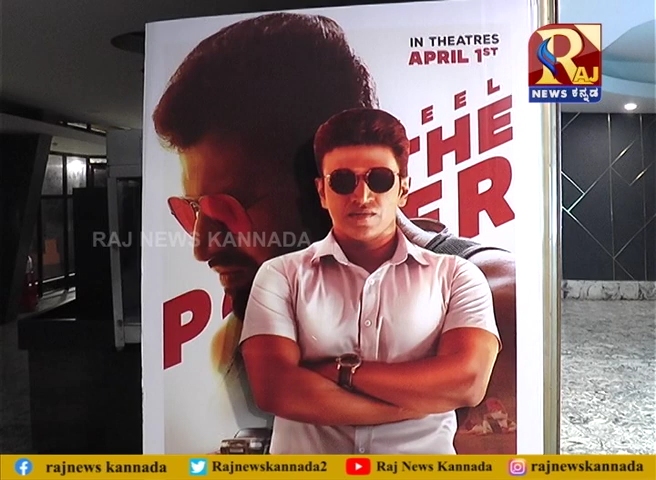 IN THEATRES
APRIL 1ST
RAJ
NEWS ಕನ್ನಡ
EEL
THE
ER
RAJ NEWS KANNADA
P
rajnews kannada Rajnewskannada2 Raj News Kannada rajnewskannada